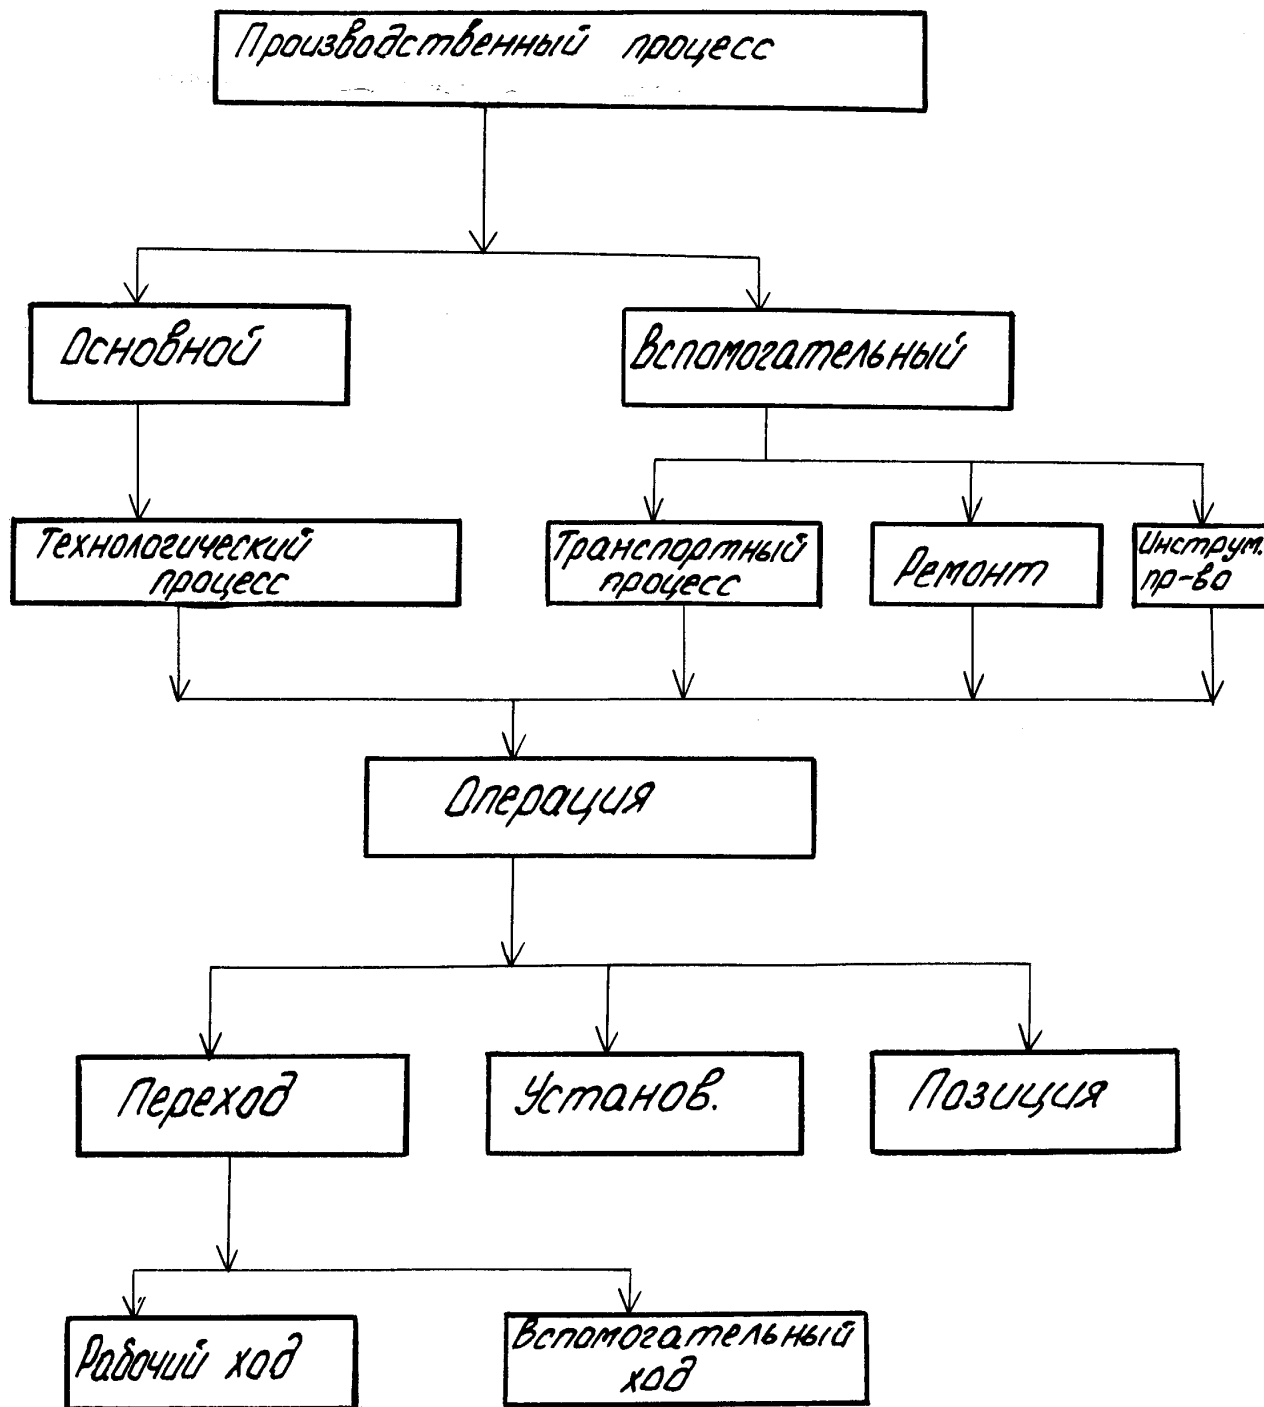 Производственный процесс
Основной
Вспомогательный
Технологический
процесс
Транспортный
процесс
Ремонт
Инструм.
пр-во
Операция
Переход
Установ.
Позиция
Рабочий ход
Вспомогательный
ход